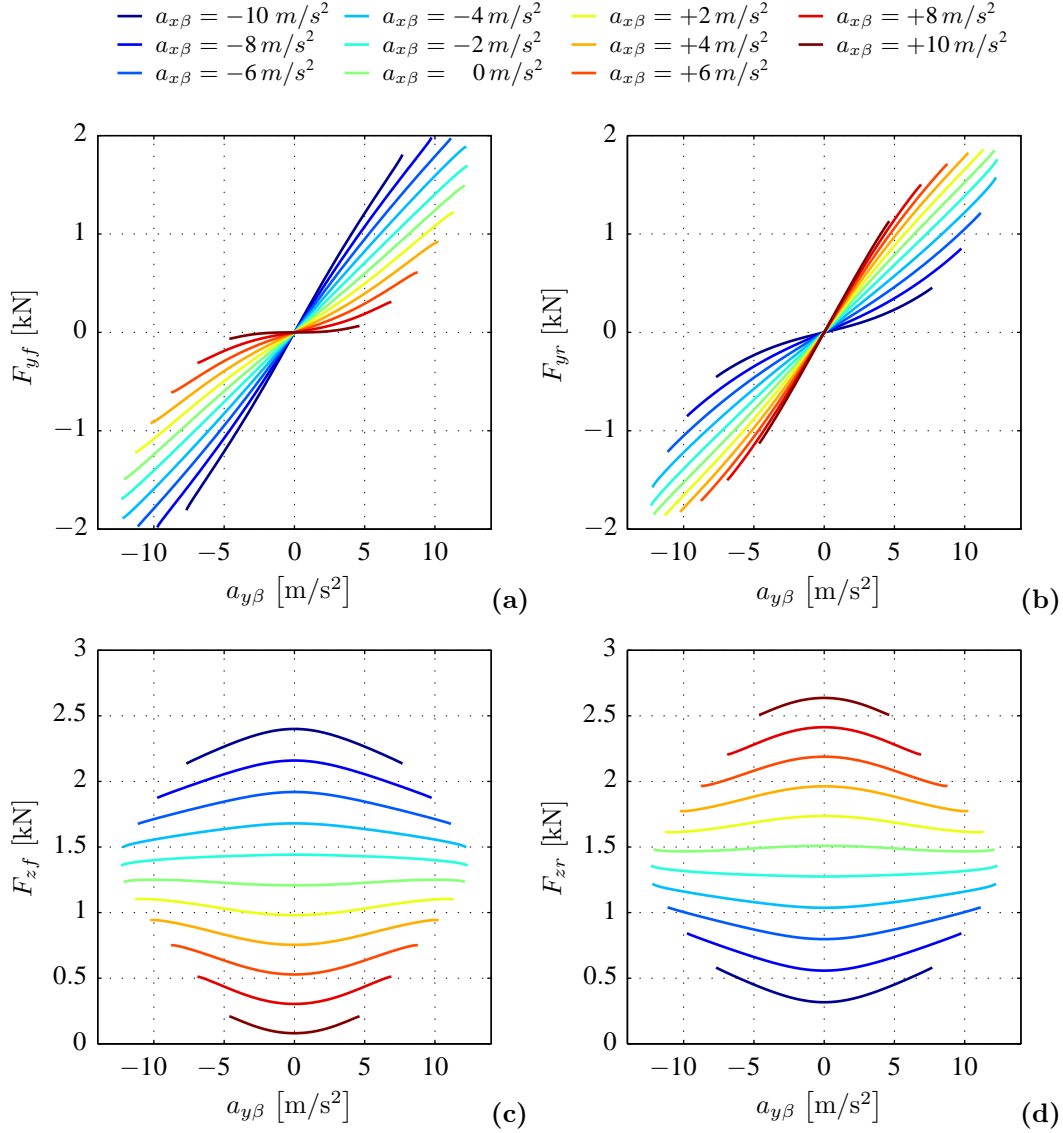 a_{xβ} = −10 m/s² a_{xβ} = −4 m/s² a_{xβ} = +2 m/s² a_{xβ} = +8 m/s²
a_{xβ} = −8 m/s² a_{xβ} = −2 m/s² a_{xβ} = +4 m/s² a_{xβ} = +10 m/s²
a_{xβ} = −6 m/s² a_{xβ} = 0 m/s² a_{xβ} = +6 m/s²
F_{yf} [kN]
2
1
0
−1
−2
−10 −5 0 5 10
a_{yβ} [m/s²]
(a)
F_{yr} [kN]
2
1
0
−1
−2
−10 −5 0 5 10
a_{yβ} [m/s²]
(b)
F_{zf} [kN]
3
2.5
2
1.5
1
0.5
0
−10 −5 0 5 10
a_{yβ} [m/s²]
(c)
F_{zr} [kN]
3
2.5
2
1.5
1
0.5
0
−10 −5 0 5 10
a_{yβ} [m/s²]
(d)